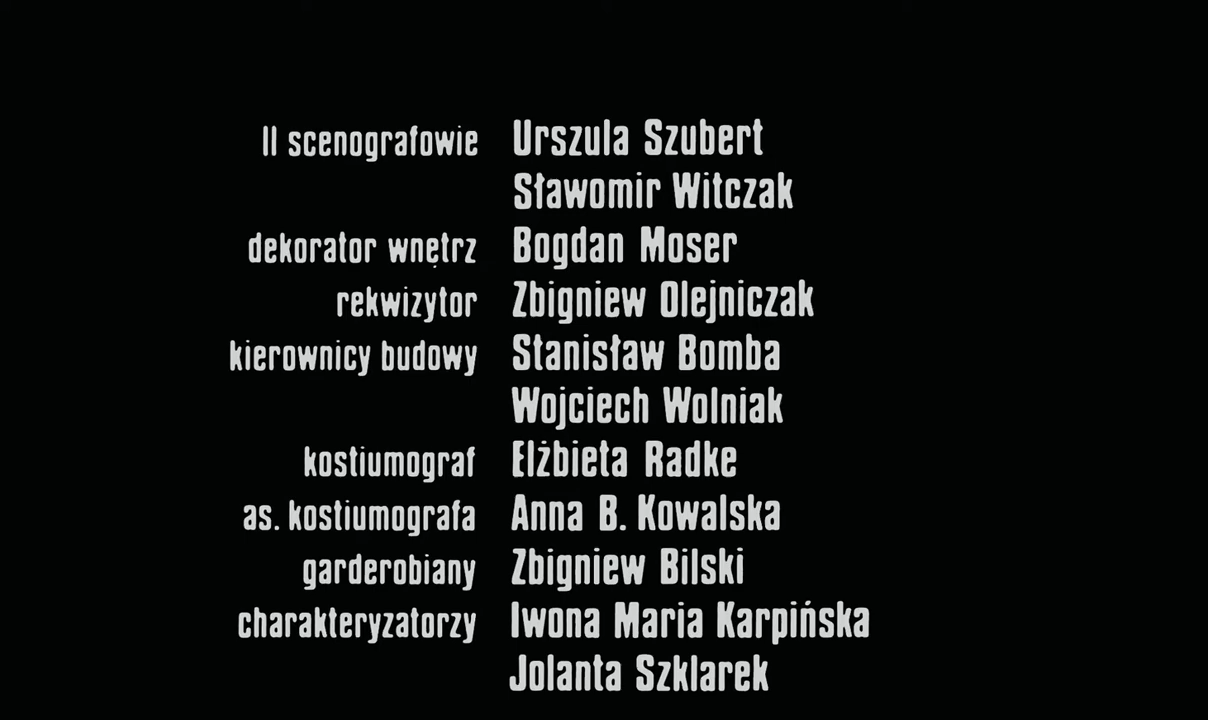 II scenografowie Urszula Szubert
Sławomir Witczak
dekorator wnętrz Bogdan Moser
rekwizytor Zbigniew Olejniczak
kierownicy budowy Stanisław Bomba
Wojciech Wolniak
kostiumograf Elżbieta Radke
as. kostiumografa Anna B. Kowalska
garderobiany Zbigniew Bilski
charakteryzatorzy Iwona Maria Karpińska
Jolanta Szklarek